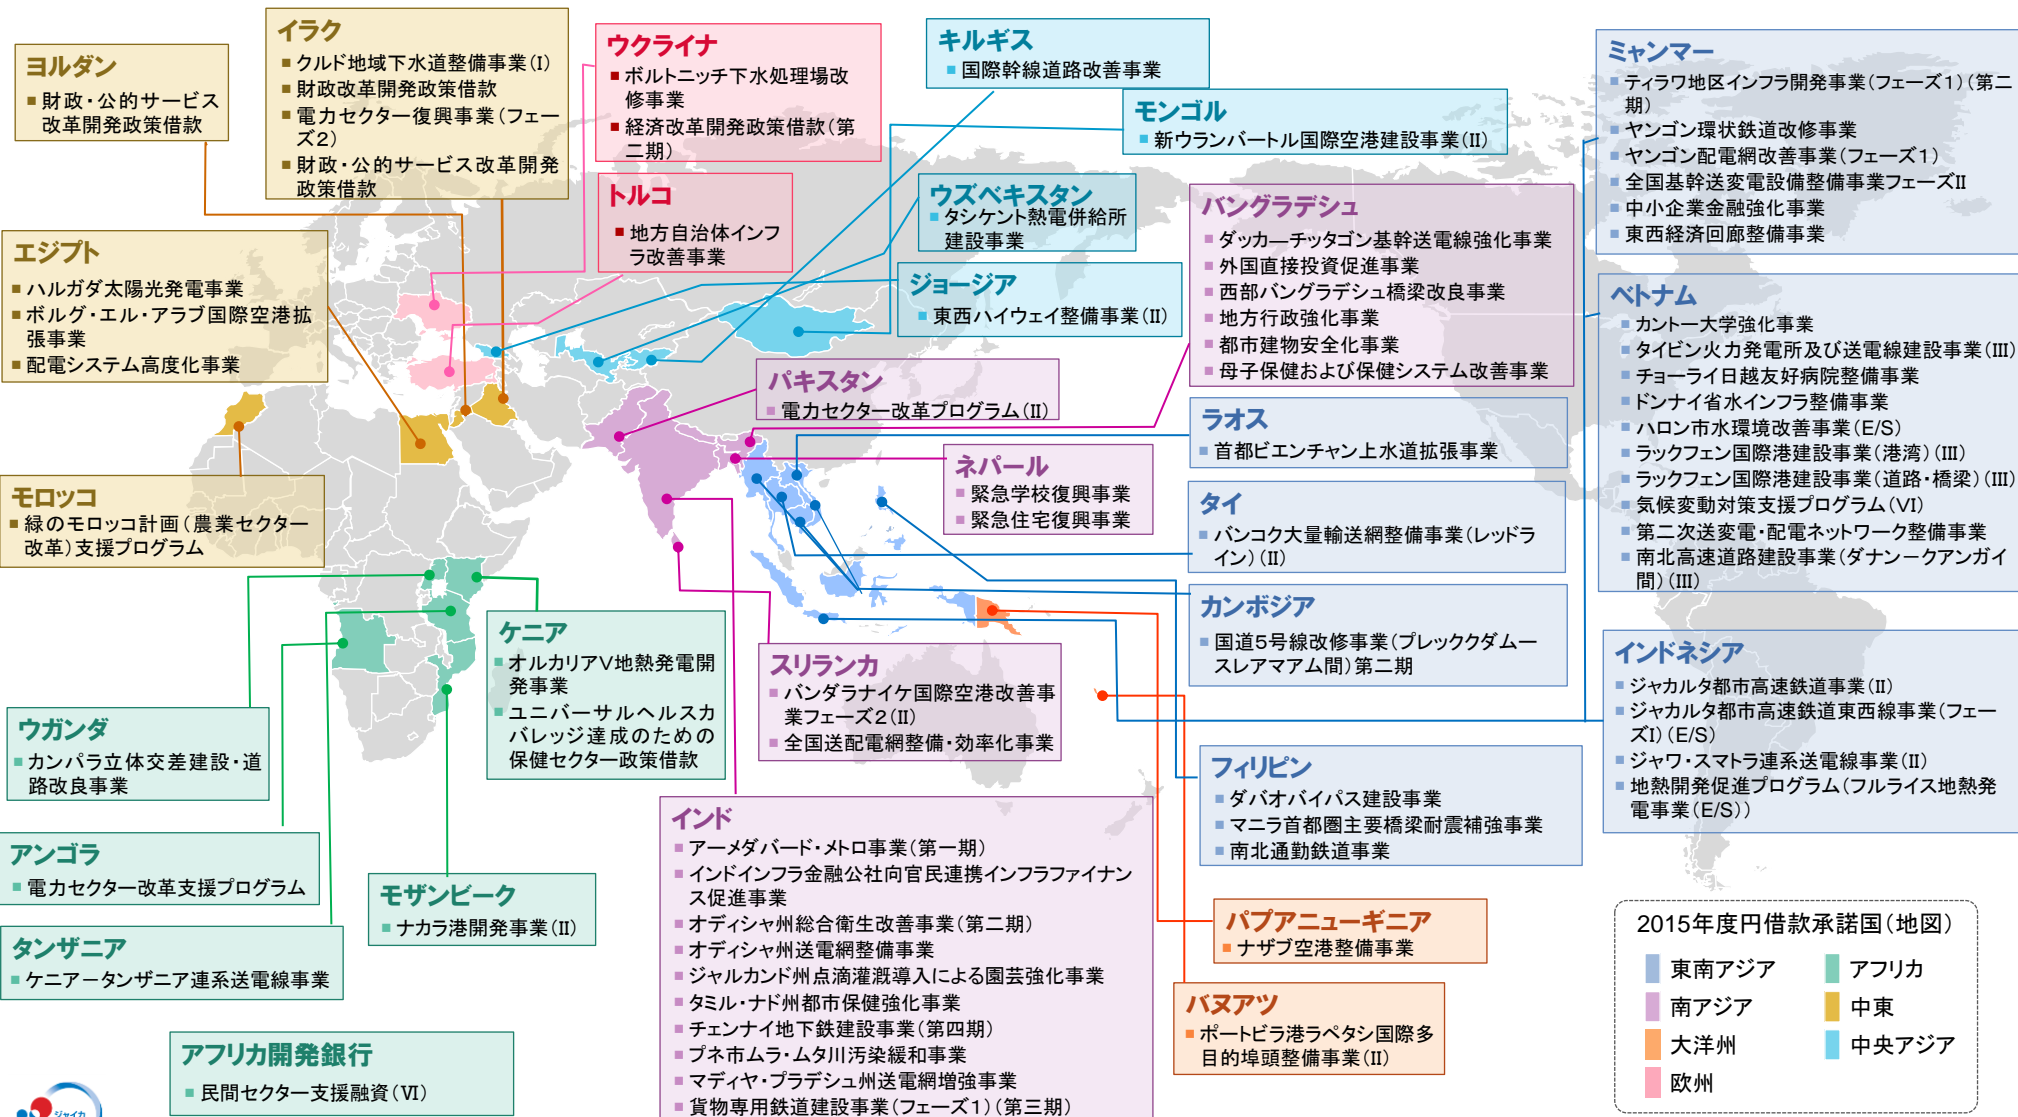 ヨルダン
財政・公的サービス
改革開発政策借款
イラク
クルド地域下水道整備事業(I)
財政改革開発政策借款
電力セクター復興事業(フェー
ズ2)
財政・公的サービス改革開発
政策借款
ウクライナ
ボルトニッチ下水処理場改
修事業
経済改革開発政策借款(第
二期)
キルギス
国際幹線道路改善事業
モンゴル
新ウランバートル国際空港建設事業(II)
ミャンマー
ティラワ地区インフラ開発事業(フェーズ1)(第二
期)
ヤンゴン環状鉄道改修事業
ヤンゴン配電網改善事業(フェーズ1)
全国基幹送変電設備整備事業フェーズII
中小企業金融強化事業
東西経済回廊整備事業
トルコ
地方自治体インフ
ラ改善事業
ウズベキスタン
タシケント熱電併給所
建設事業
バングラデシュ
ダッカ―チッタゴン基幹送電線強化事業
外国直接投資促進事業
西部バングラデシュ橋梁改良事業
地方行政強化事業
都市建物安全化事業
母子保健および保健システム改善事業
エジプト
ハルガダ太陽光発電事業
ボルグ・エル・アラブ国際空港拡
張事業
配電システム高度化事業
ジョージア
東西ハイウェイ整備事業(II)
ベトナム
カントー大学強化事業
タイビン火力発電所及び送電線建設事業(III)
チョーライ日越友好病院整備事業
ドンナイ省水インフラ整備事業
ハロン市水環境改善事業(E/S)
ラックフェン国際港建設事業(港湾)(III)
ラックフェン国際港建設事業(道路・橋梁)(III)
気候変動対策支援プログラム(VI)
第二次送変電・配電ネットワーク整備事業
南北高速道路建設事業(ダナン－クアンガイ
間)(III)
パキスタン
電力セクター改革プログラム(II)
ラオス
首都ビエンチャン上水道拡張事業
ネパール
緊急学校復興事業
緊急住宅復興事業
モロッコ
緑のモロッコ計画(農業セクター
改革)支援プログラム
タイ
バンコク大量輸送網整備事業(レッドラ
イン)(II)
カンボジア
国道5号線改修事業(プレッククダムー
スレアマアム間)第二期
ケニア
オルカリアV地熱発電開
発事業
ユニバーサルヘルスカ
バレッジ達成のための
保健セクター政策借款
スリランカ
バンダラナイケ国際空港改善事
業フェーズ2(II)
全国送配電網整備・効率化事業
インドネシア
ジャカルタ都市高速鉄道事業(II)
ジャカルタ都市高速鉄道東西線事業(フェー
ズI)(E/S)
ジャワ・スマトラ連系送電線事業(II)
地熱開発促進プログラム(フルライス地熱発
電事業(E/S))
ウガンダ
カンパラ立体交差建設・道
路改良事業
フィリピン
ダバオバイパス建設事業
マニラ首都圏主要橋梁耐震補強事業
南北通勤鉄道事業
インド
アーメダバード・メトロ事業(第一期)
インドインフラ金融公社向官民連携インフラファイナン
ス促進事業
オディシャ州総合衛生改善事業(第二期)
オディシャ州送電網整備事業
ジャルカンド州点滴灌漑導入による園芸強化事業
タミル・ナド州都市保健強化事業
チェンナイ地下鉄建設事業(第四期)
プネ市ムラ・ムタ川汚染緩和事業
マディヤ・プラデシュ州送電網増強事業
貨物専用鉄道建設事業(フェーズ1)(第三期)
アンゴラ
電力セクター改革支援プログラム
モザンビーク
ナカラ港開発事業(II)
タンザニア
ケニア－タンザニア連系送電線事業
パプアニューギニア
ナザブ空港整備事業
バヌアツ
ポートビラ港ラペタシ国際多
目的埠頭整備事業(II)
アフリカ開発銀行
民間セクター支援融資(VI)
2015年度円借款承諾国(地図)
東南アジア
アフリカ
南アジア
中東
大洋州
中央アジア
欧州
ジャイカ